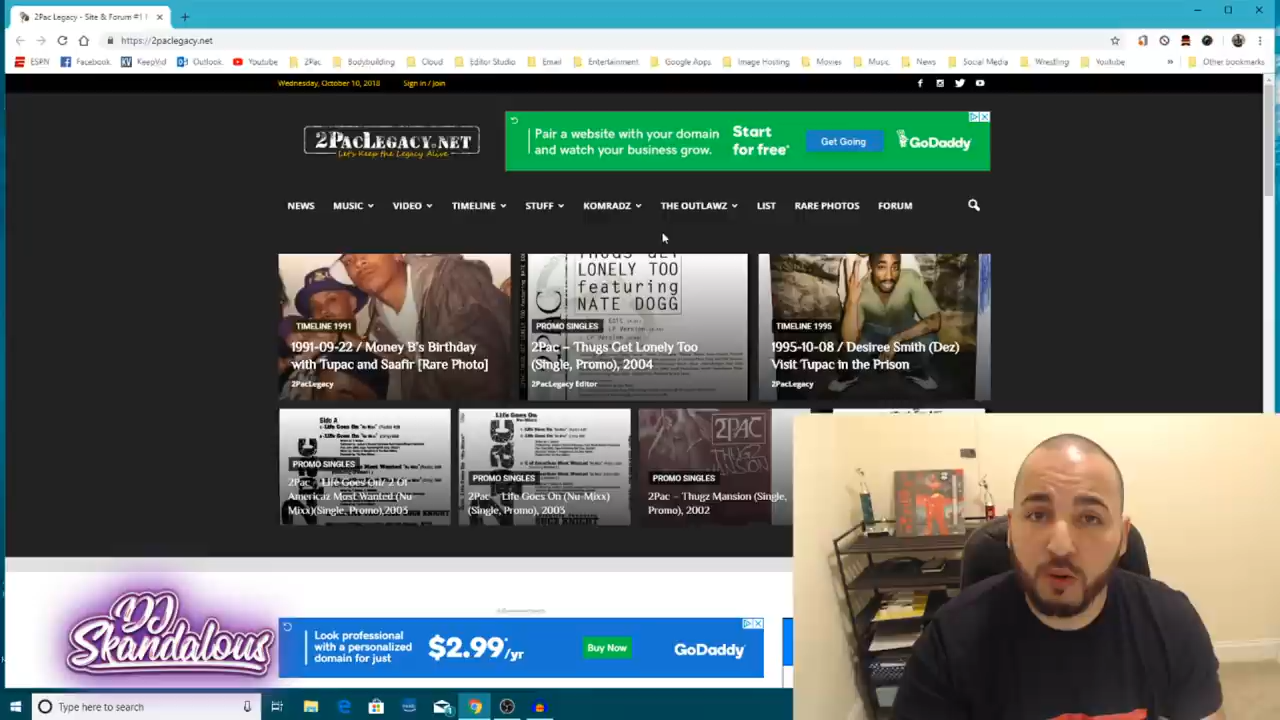 2Pac Legacy - Site & Forum #1
https://2paclegacy.net
ESPN Facebook KeepVid Outlook Youtube 2Pac Bodybuilding Cloud Editor Studio Email Entertainment Google Apps Image Hosting Movies Music News Social Media Wrestling Youtube » Other bookmarks
Wednesday, October 10, 2018 Sign in / Join
2PACLEGACY.NET
Let's Keep the Legacy Alive
Pair a website with your domain
and watch your business grow.
Start
for free*
Get Going
GoDaddy
NEWS MUSIC VIDEO TIMELINE STUFF KOMRADZ THE OUTLAWZ LIST RARE PHOTOS FORUM
TIMELINE 1991
1991-09-22 / Money B's Birthday
with Tupac and Saafir [Rare Photo]
2PacLegacy
THUGS GET
LONELY TOO
featuring
NATE DOGG
PROMO SINGLES
2Pac – Thugs Get Lonely Too
(Single, Promo), 2004
2PacLegacy Editor
TIMELINE 1995
1995-10-08 / Desiree Smith (Dez)
Visit Tupac in the Prison
2PacLegacy
Side A
PROMO SINGLES
2Pac – Life Goes On/ 2 Of
Americaz Most Wanted (Nu-
Mixx)(Single, Promo),2003
Life Goes On
PROMO SINGLES
2Pac – Life Goes On (Nu-Mixx)
(Single, Promo), 2003
2PAC
THUGZ
MANSION
PROMO SINGLES
2Pac – Thugz Mansion (Single,
Promo), 2002
DJ
Skandalous
Look professional
with a personalized
domain for just
$2.99*/yr
Buy Now
GoDaddy
Type here to search